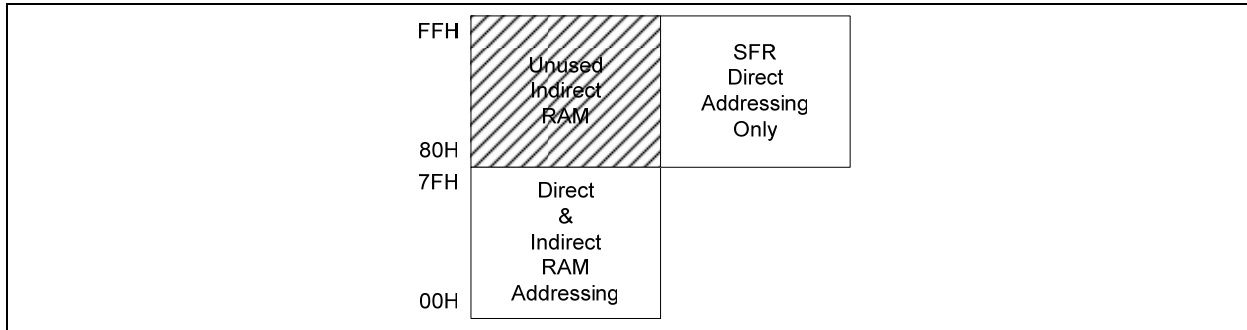 FFH
Unused
Indirect
RAM
80H
SFR
Direct
Addressing
Only
7FH
Direct
&
Indirect
RAM
Addressing
00H